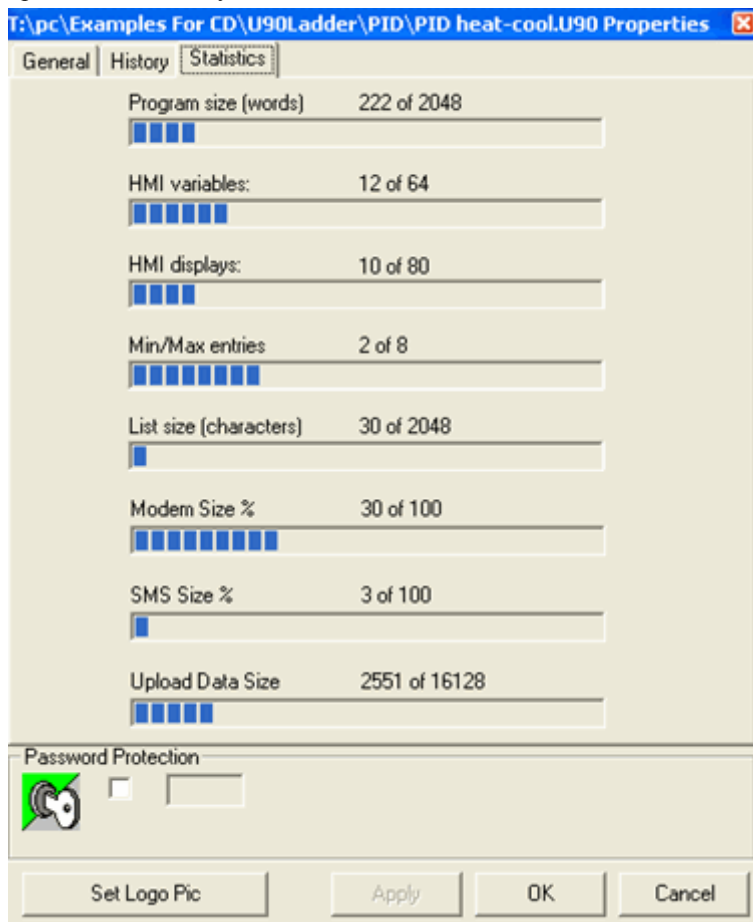 T:\pc\Examples For CD\U90Ladder\PID\PID heat-cool.U90 Properties
General History Statistics
Program size (words) 222 of 2048
HMI variables: 12 of 64
HMI displays: 10 of 80
Min/Max entries 2 of 8
List size (characters) 30 of 2048
Modem Size % 30 of 100
SMS Size % 3 of 100
Upload Data Size 2551 of 16128
Password Protection
Set Logo Pic Apply OK Cancel